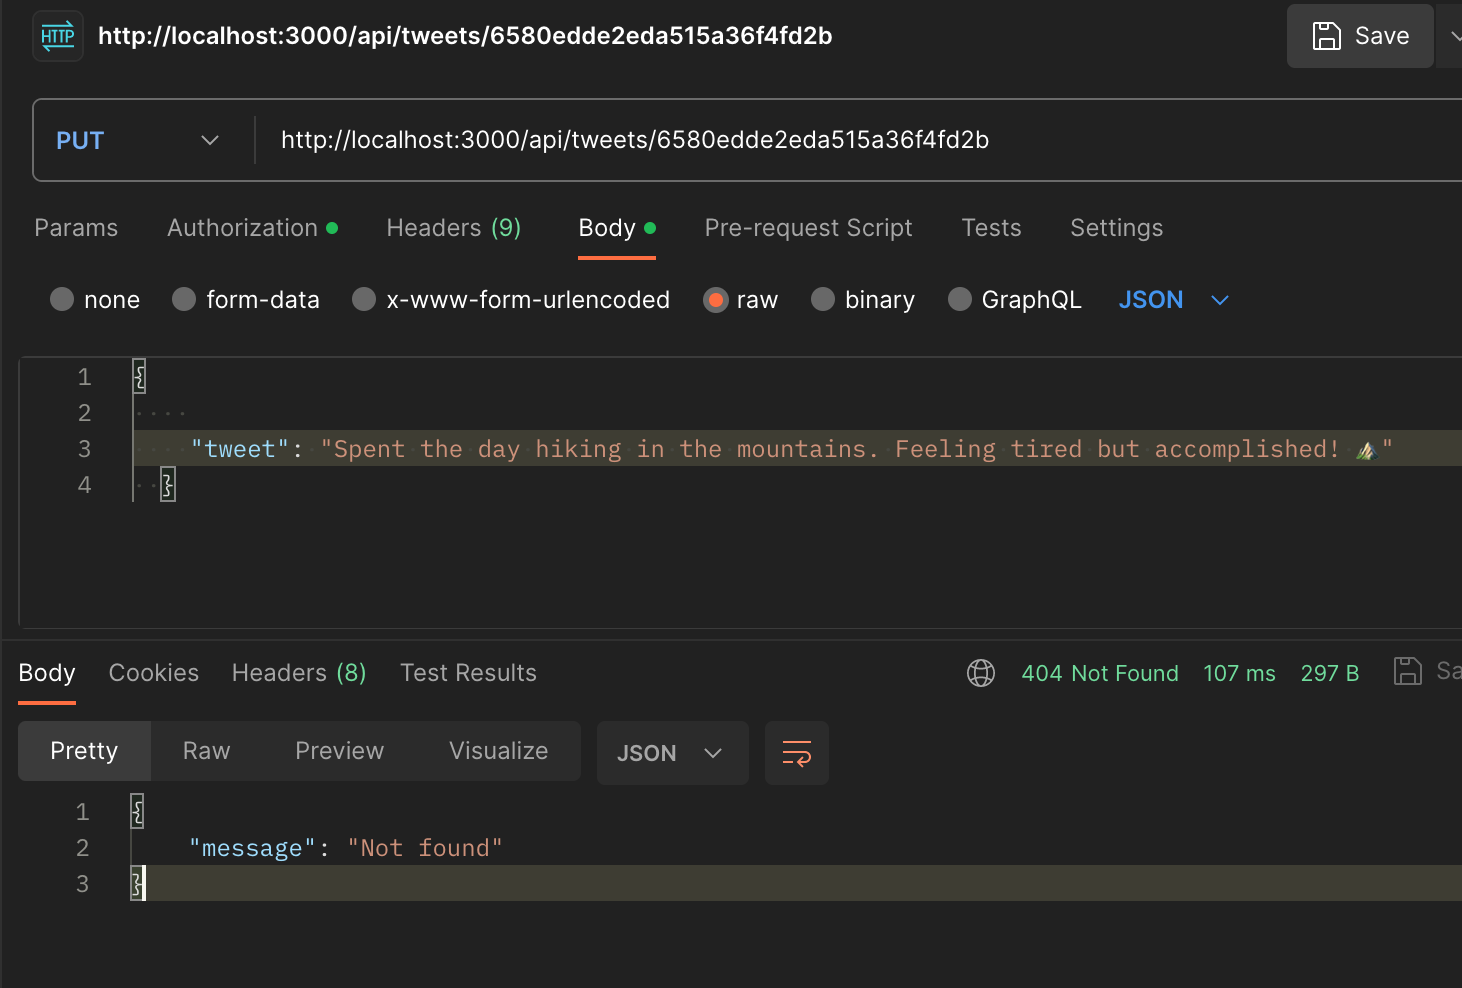 HTTP http://localhost:3000/api/tweets/6580edde2eda515a36f4fd2b Save
PUT http://localhost:3000/api/tweets/6580edde2eda515a36f4fd2b
Params Authorization Headers (9) Body Pre-request Script Tests Settings
none form-data x-www-form-urlencoded raw binary GraphQL JSON
1 {
2
3 "tweet": "Spent the day hiking in the mountains. Feeling tired but accomplished! ⛰️"
4 }
Body Cookies Headers (8) Test Results 404 Not Found 107 ms 297 B Sa
Pretty Raw Preview Visualize JSON
1 {
2 "message": "Not found"
3 }